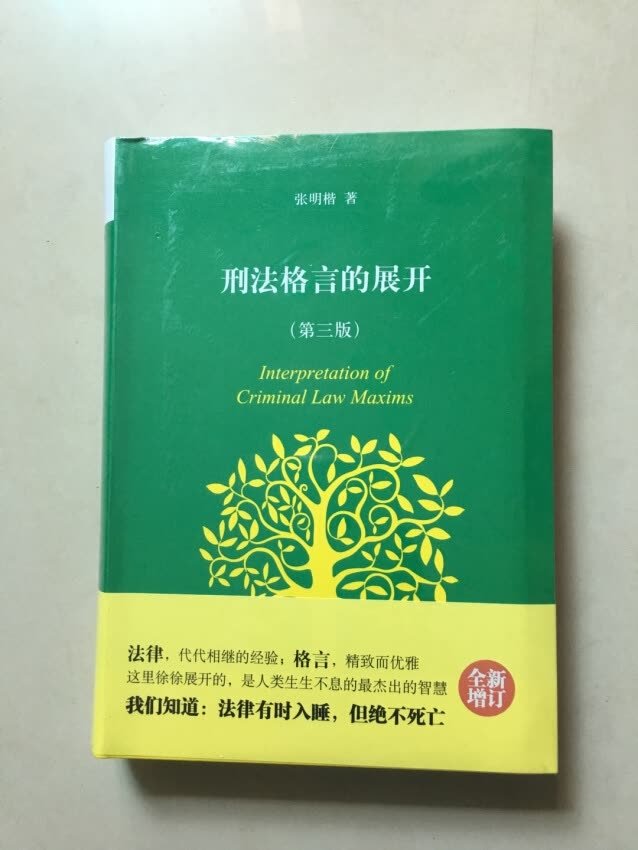 张明楷 著
刑法格言的展开
（第三版）
Interpretation of
Criminal Law Maxims
法律，代代相继的经验；格言，精致而优雅
这里徐徐展开的，是人类生生不息的最杰出的智慧
我们知道：法律有时入睡，但绝不死亡
全新
增订